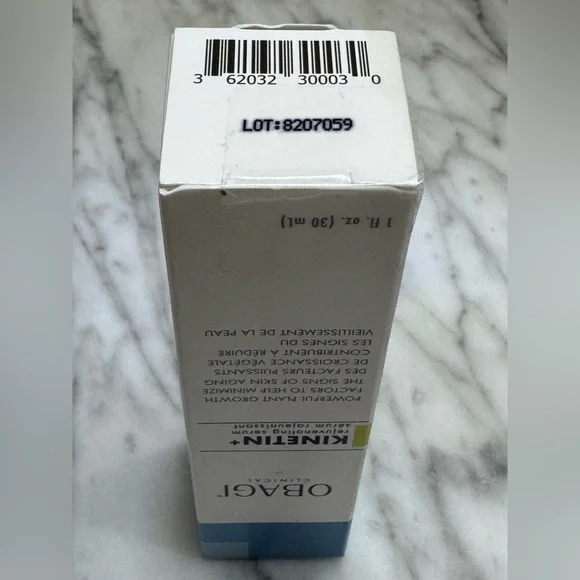 3 62032 30003 0
LOT:8207059
OBAGI™
CLINICAL
KINETIN+
rejuvenating serum
sérum rajeunissant
POWERFUL PLANT GROWTH
FACTORS TO HELP MINIMIZE
THE SIGNS OF SKIN AGING
DES FACTEURS PUISSANTS
DE CROISSANCE VÉGÉTALE
CONTRIBUENT À RÉDUIRE
LES SIGNES DU
VIEILLISSEMENT DE LA PEAU
1 fl. oz. (30 mL)